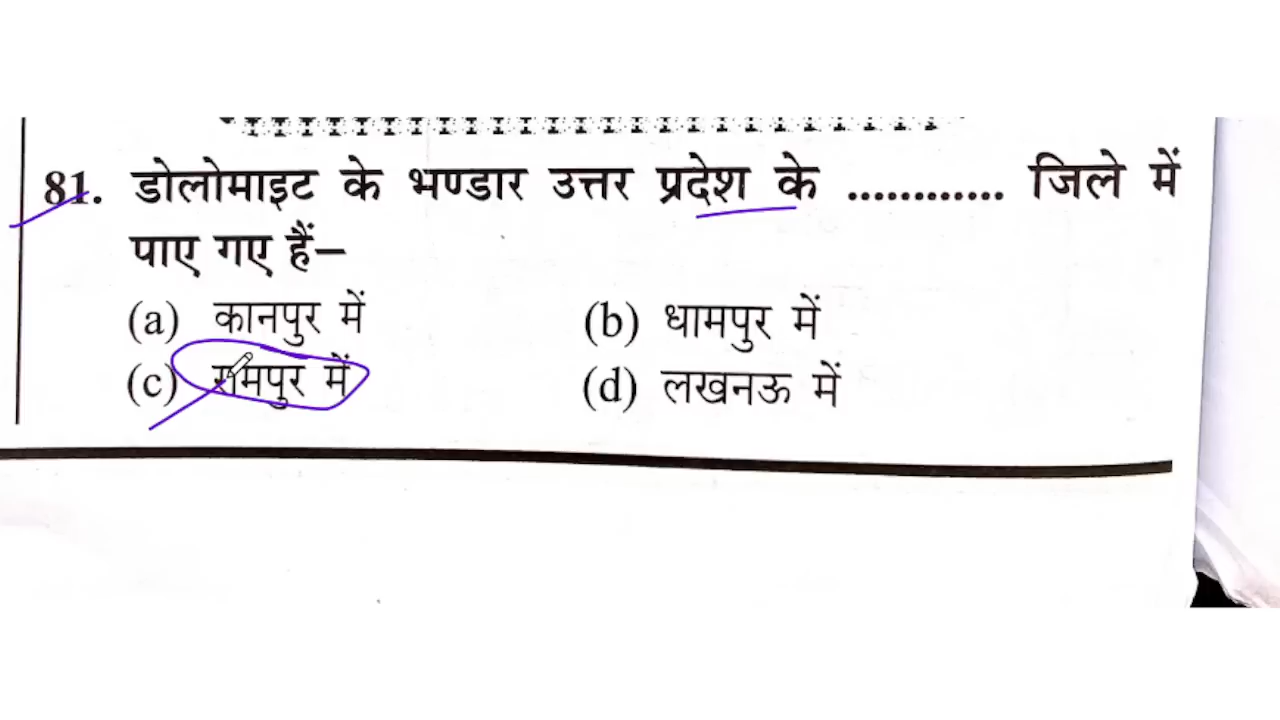 81. डोलोमाइट के भण्डार उत्तर प्रदेश के ............ जिले में
पाए गए हैं–
(a) कानपुर में (b) धामपुर में
(c) रामपुर में (d) लखनऊ में